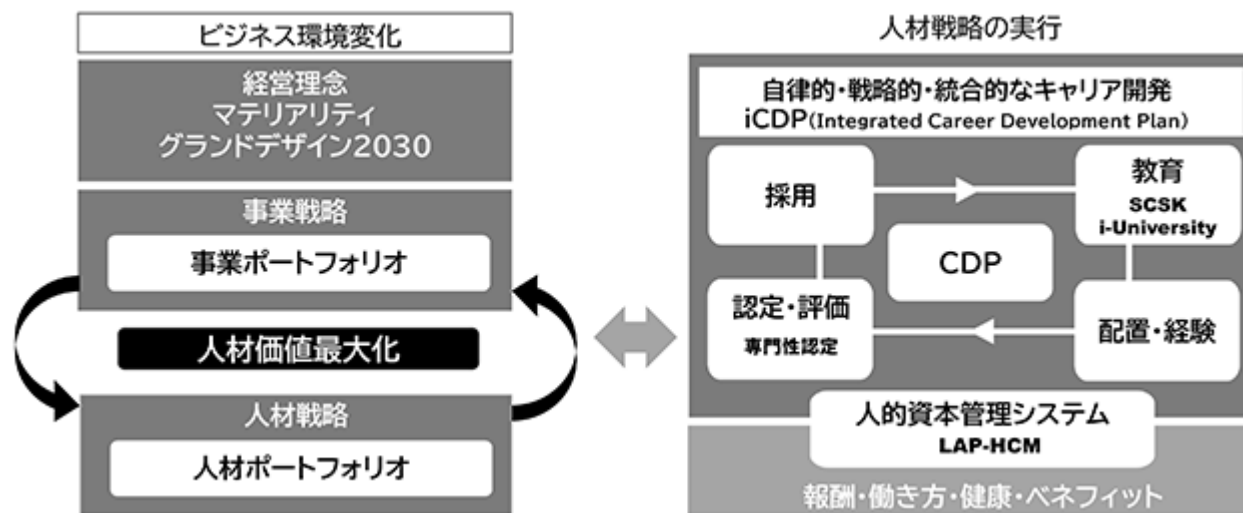 ビジネス環境変化
経営理念
マテリアリティ
グランドデザイン2030
事業戦略
事業ポートフォリオ
人材価値最大化
人材戦略
人材ポートフォリオ
人材戦略の実行
自律的・戦略的・統合的なキャリア開発
iCDP(Integrated Career Development Plan)
採用
教育
SCSK
i-University
CDP
認定・評価
専門性認定
配置・経験
人的資本管理システム
LAP-HCM
報酬・働き方・健康・ベネフィット